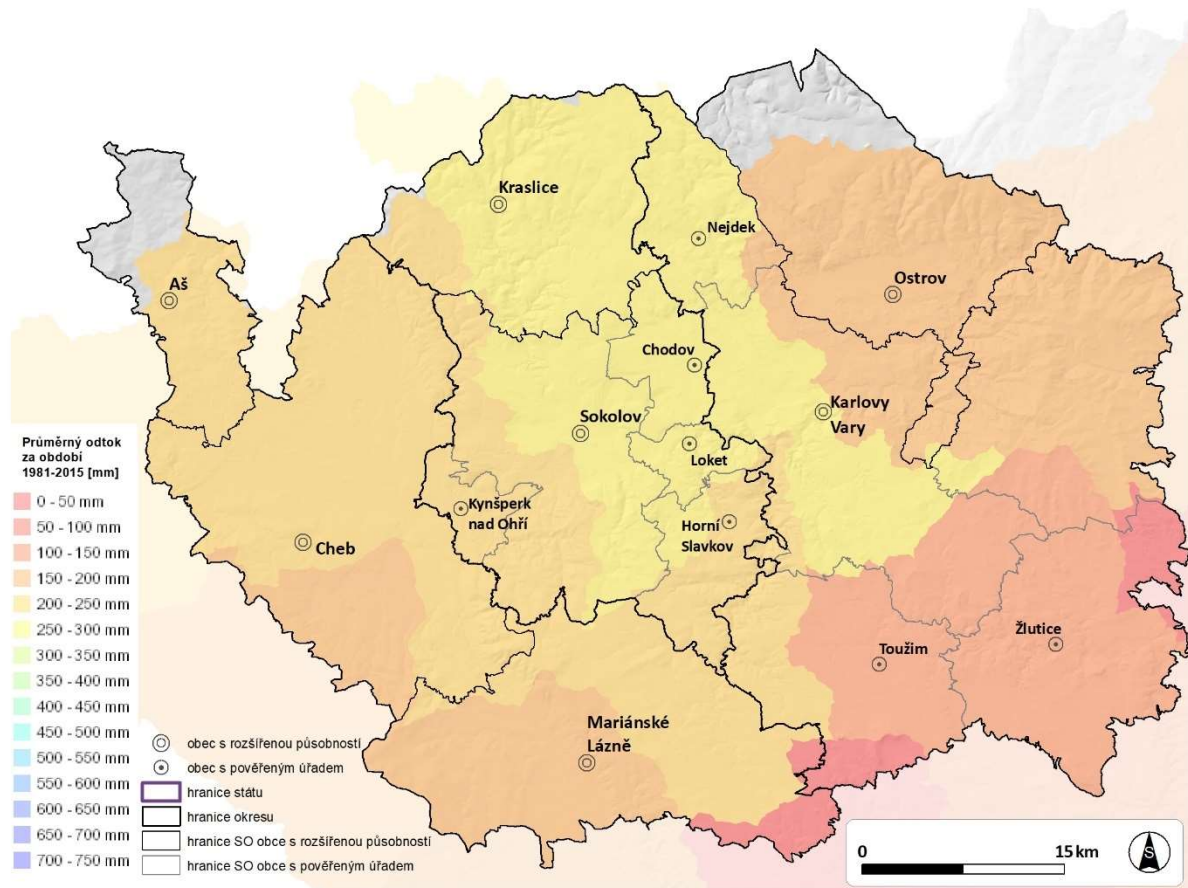 Kraslice
Nejdek
Aš
Ostrov
Chodov
Karlovy
Vary
Sokolov
Loket
Kynšperk
nad Ohří
Horní
Slavkov
Cheb
Žlutice
Toužim
Mariánské
Lázně
Průměrný odtok
za období
1981-2015 [mm]
0 - 50 mm
50 - 100 mm
100 - 150 mm
150 - 200 mm
200 - 250 mm
250 - 300 mm
300 - 350 mm
350 - 400 mm
400 - 450 mm
450 - 500 mm
500 - 550 mm
550 - 600 mm
600 - 650 mm
650 - 700 mm
700 - 750 mm
obec s rozšířenou působností
obec s pověřeným úřadem
hranice státu
hranice okresu
hranice SO obce s rozšířenou působností
hranice SO obce s pověřeným úřadem
0 15 km
S